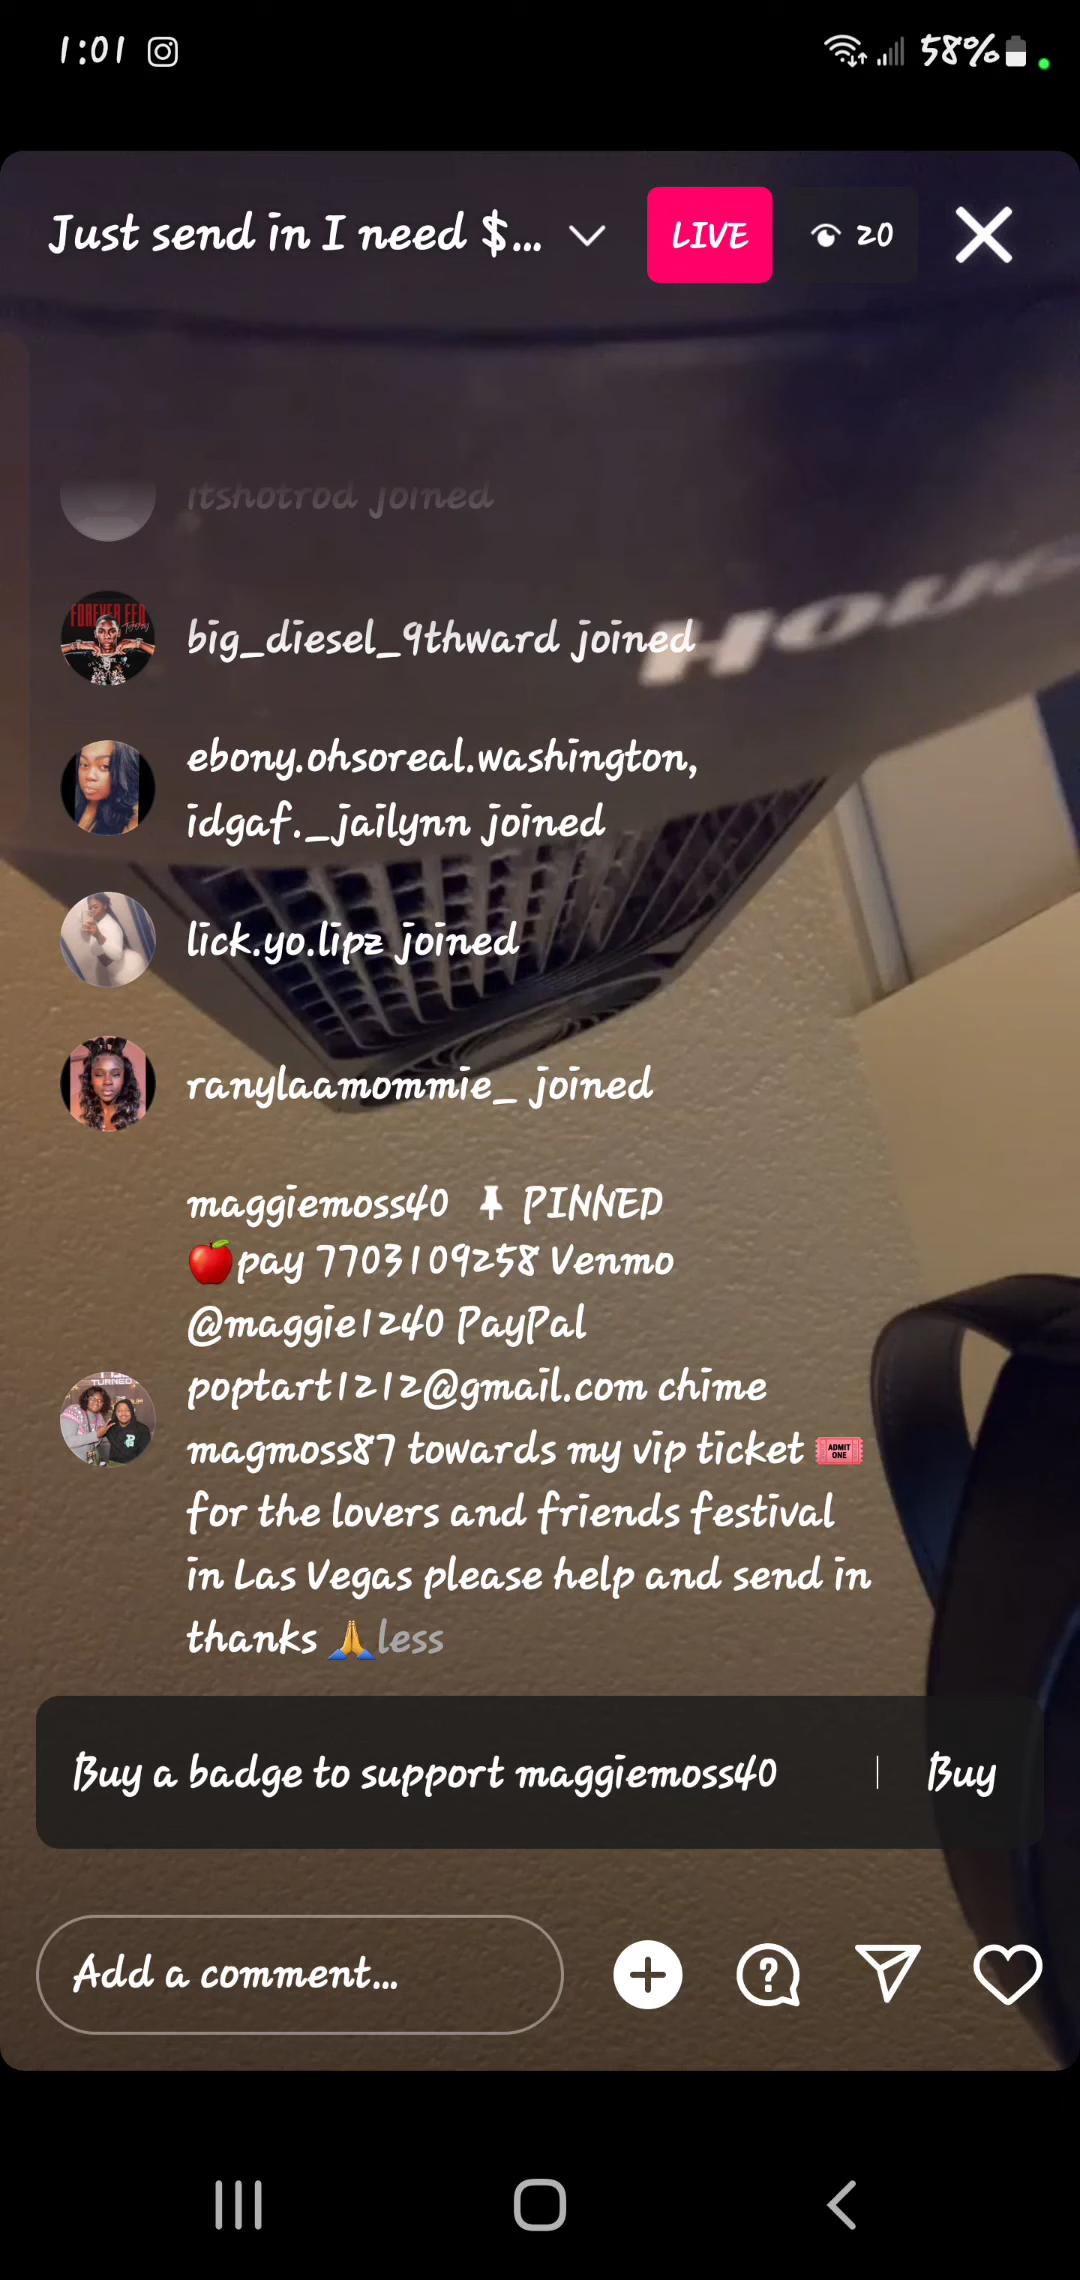 1:01
58%
Just send in I need $...
LIVE
20
itshotrod joined
big_diesel_9thward joined
ebony.ohsoreal.washington,
idgaf._jailynn joined
lick.yo.lipz joined
ranylaamommie_ joined
maggiemoss40 📌 PINNED
🍎pay 7703109258 Venmo
@maggie1240 PayPal
poptart1212@gmail.com chime
magmoss87 towards my vip ticket 🎟
for the lovers and friends festival
in Las Vegas please help and send in
thanks 🙏less
Buy a badge to support maggiemoss40 | Buy
Add a comment...